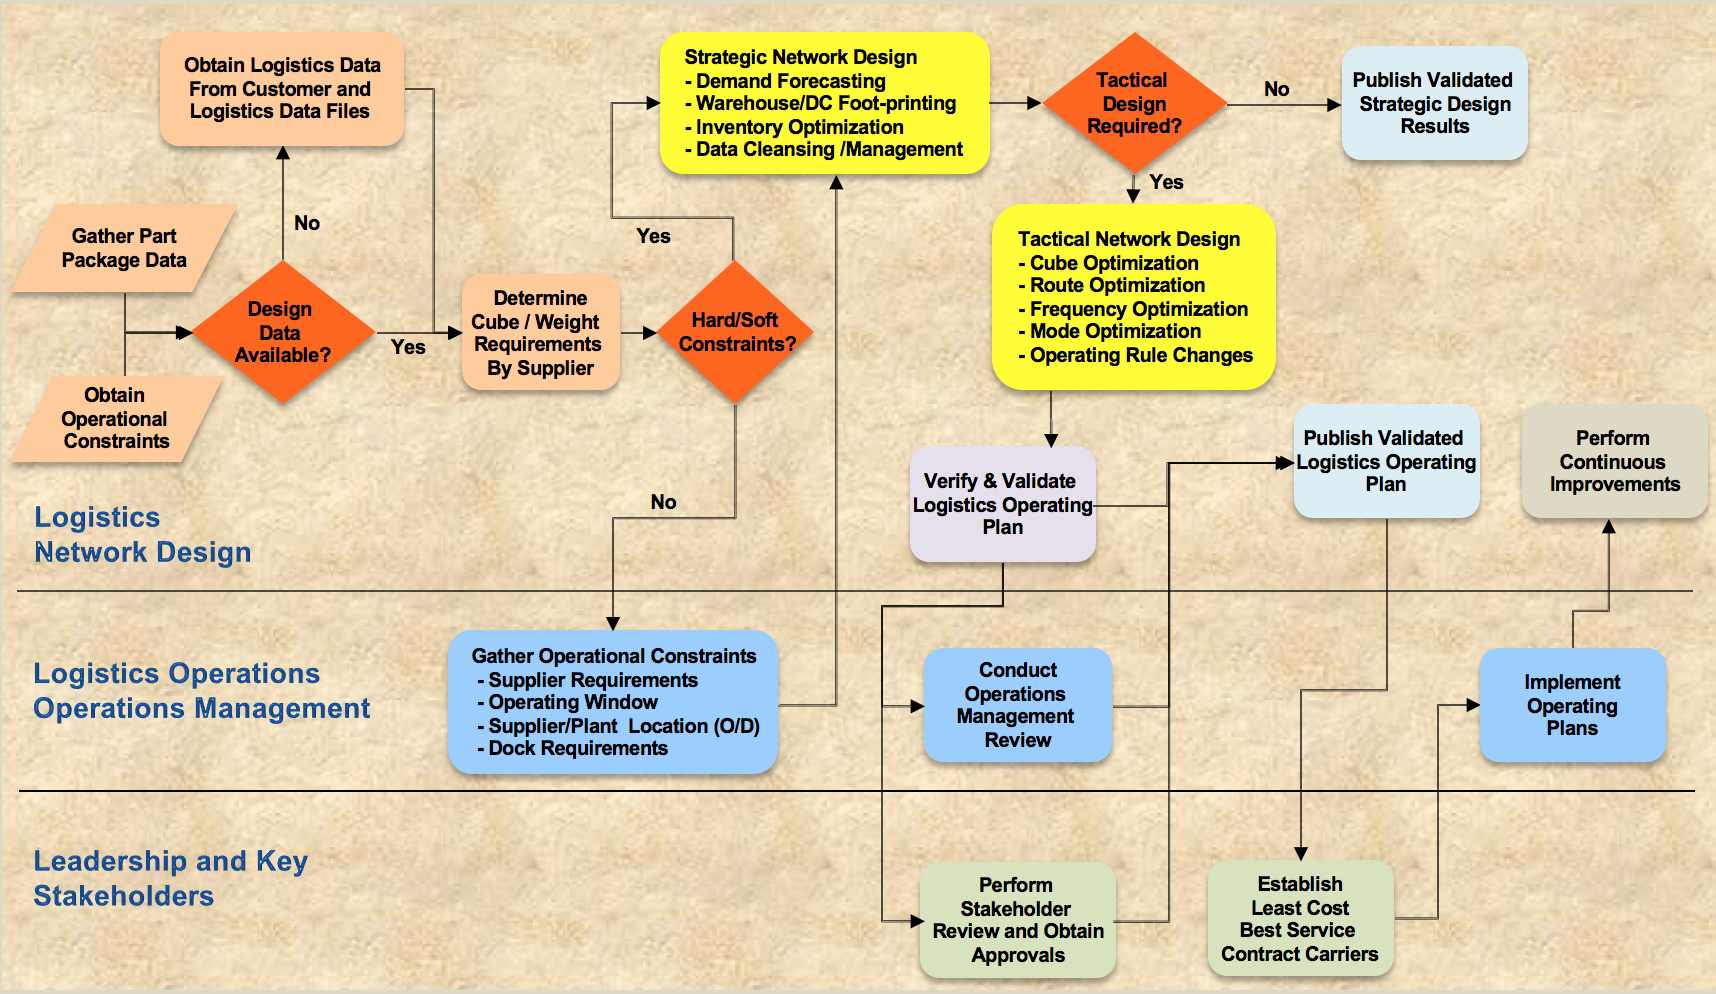 Obtain Logistics Data
From Customer and
Logistics Data Files
Strategic Network Design
- Demand Forecasting
- Warehouse/DC Foot-printing
- Inventory Optimization
- Data Cleansing /Management
Tactical
Design
Required?
No
Publish Validated
Strategic Design
Results
Yes
No
Gather Part
Package Data
Yes
Tactical Network Design
- Cube Optimization
- Route Optimization
- Frequency Optimization
- Mode Optimization
- Operating Rule Changes
Design
Data
Available?
Yes
Determine
Cube / Weight
Requirements
By Supplier
Hard/Soft
Constraints?
Obtain
Operational
Constraints
No
Verify & Validate
Logistics Operating
Plan
Publish Validated
Logistics Operating
Plan
Perform
Continuous
Improvements
Logistics
Network Design
Logistics Operations
Operations Management
Gather Operational Constraints
- Supplier Requirements
- Operating Window
- Supplier/Plant Location (O/D)
- Dock Requirements
Conduct
Operations
Management
Review
Implement
Operating
Plans
Leadership and Key
Stakeholders
Perform
Stakeholder
Review and Obtain
Approvals
Establish
Least Cost
Best Service
Contract Carriers